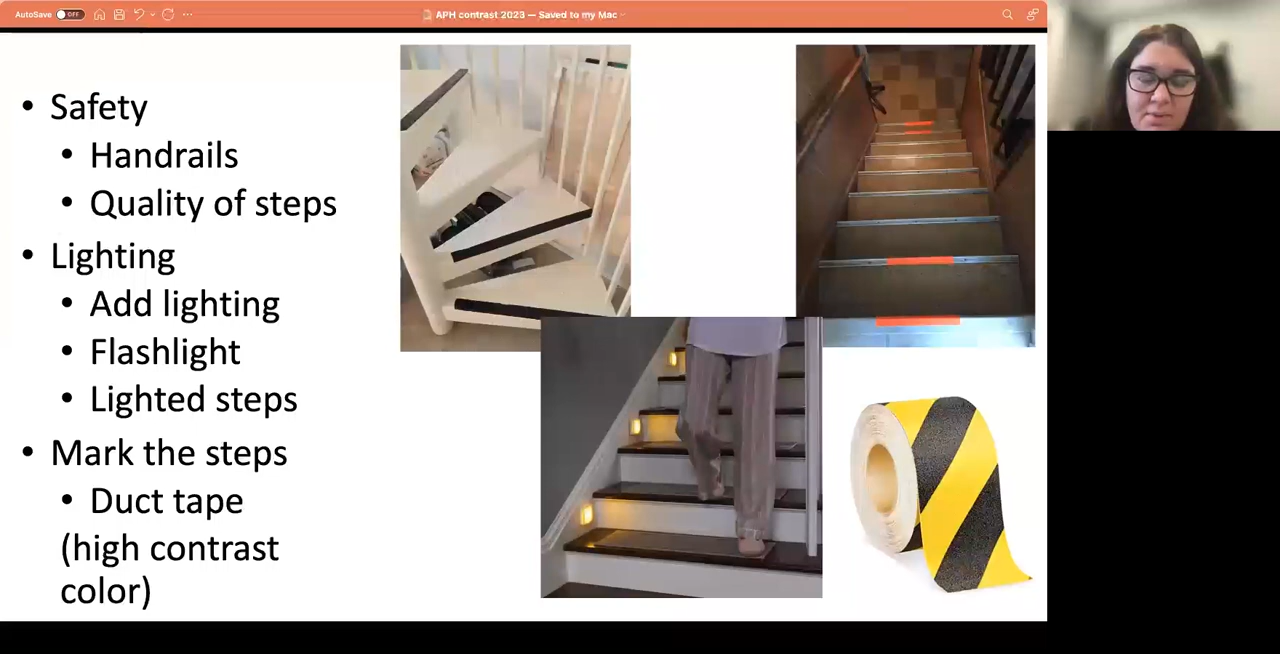 AutoSave OFF
APH contrast 2023 — Saved to my Mac
• Safety
• Handrails
• Quality of steps
• Lighting
• Add lighting
• Flashlight
• Lighted steps
• Mark the steps
• Duct tape
(high contrast
color)